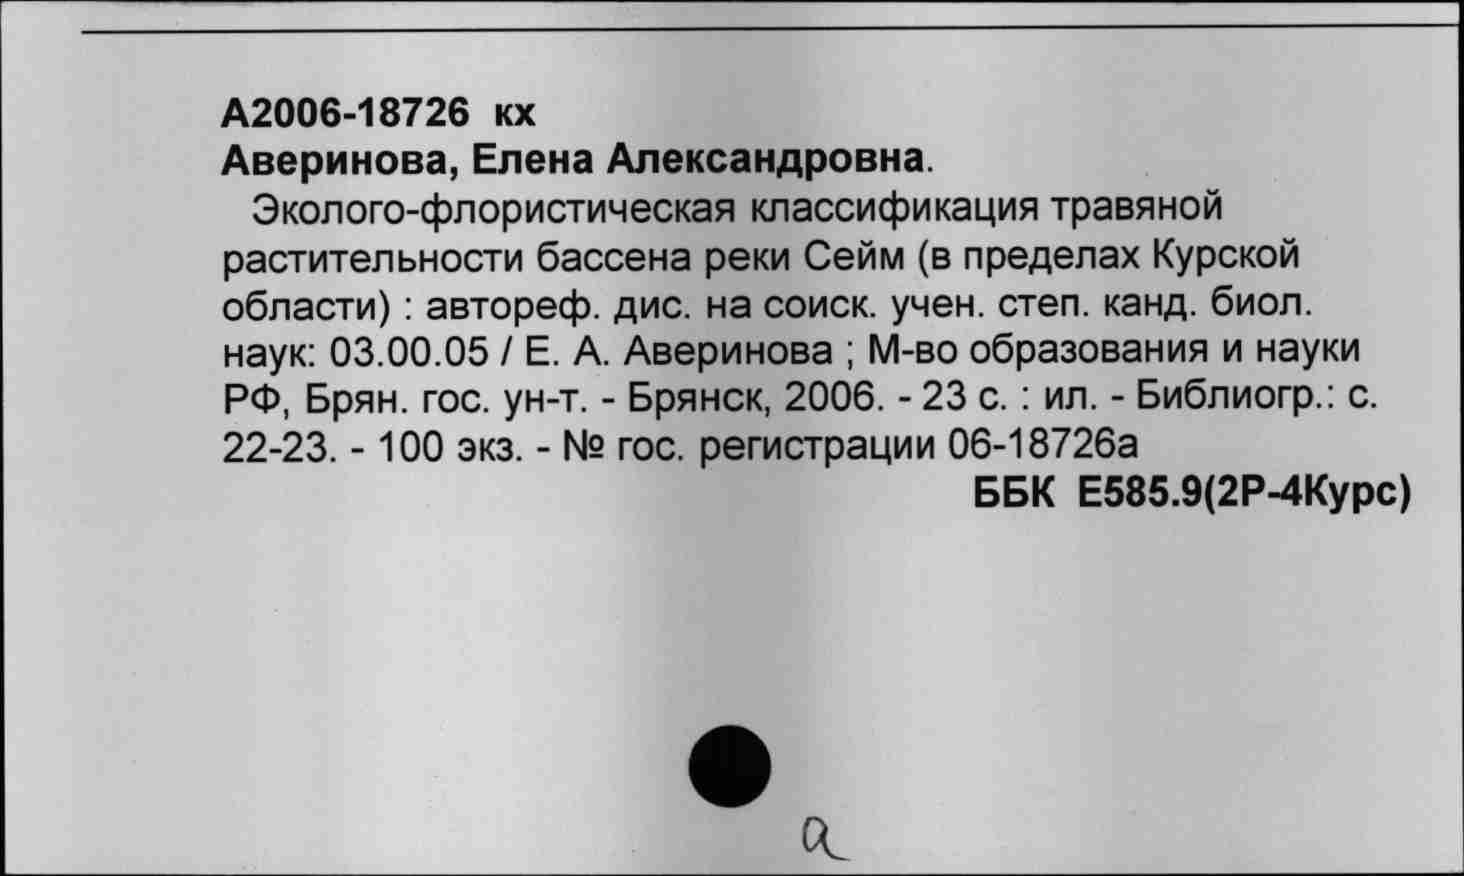 А2006-18726 кх
Аверинова, Елена Александровна.
Эколого-флористическая классификация травяной
растительности бассена реки Сейм (в пределах Курской
области) : автореф. дис. на соиск. учен. степ. канд. биол.
наук: 03.00.05 / Е. А. Аверинова ; М-во образования и науки
РФ, Брян. гос. ун-т. - Брянск, 2006. - 23 с. : ил. - Библиогр.: с.
22-23. - 100 экз. - № гос. регистрации 06-18726а
ББК Е585.9(2Р-4Курс)
а